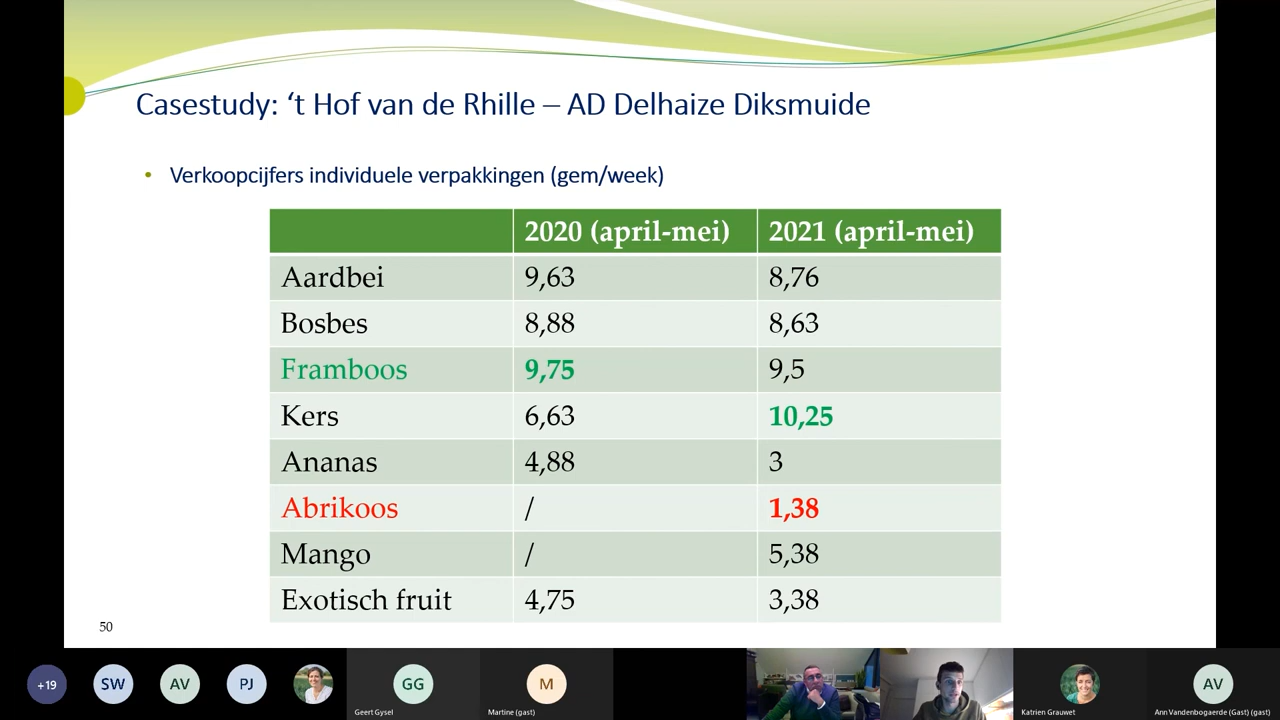 Casestudy: ‘t Hof van de Rhille – AD Delhaize Diksmuide
• Verkoopcijfers individuele verpakkingen (gem/week)
2020 (april-mei) 2021 (april-mei)
Aardbei 9,63 8,76
Bosbes 8,88 8,63
Framboos 9,75 9,5
Kers 6,63 10,25
Ananas 4,88 3
Abrikoos / 1,38
Mango / 5,38
Exotisch fruit 4,75 3,38
50
+19 SW AV PJ GG M AV
Geert Gysel Martine (gast) Katrien Grauwet Ann Vandenbogaerde (Gast) (gast)